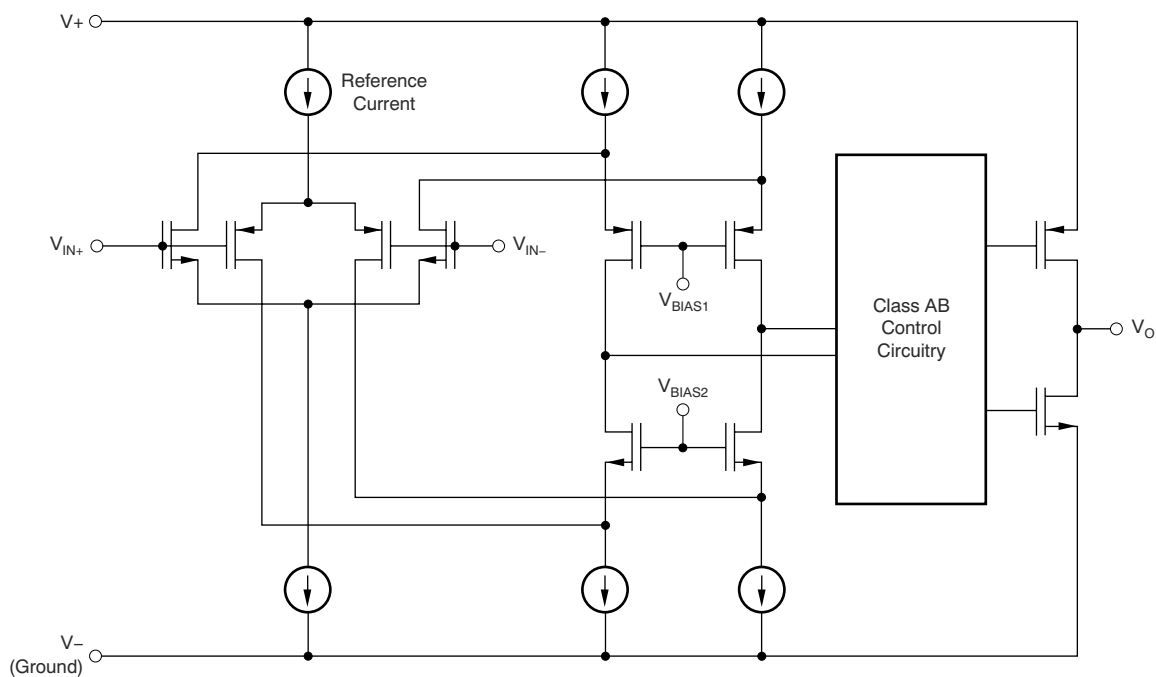 V+
Reference
Current
V_IN+
V_IN−
V_BIAS1
Class AB
Control
Circuitry
V_O
V_BIAS2
V−
(Ground)